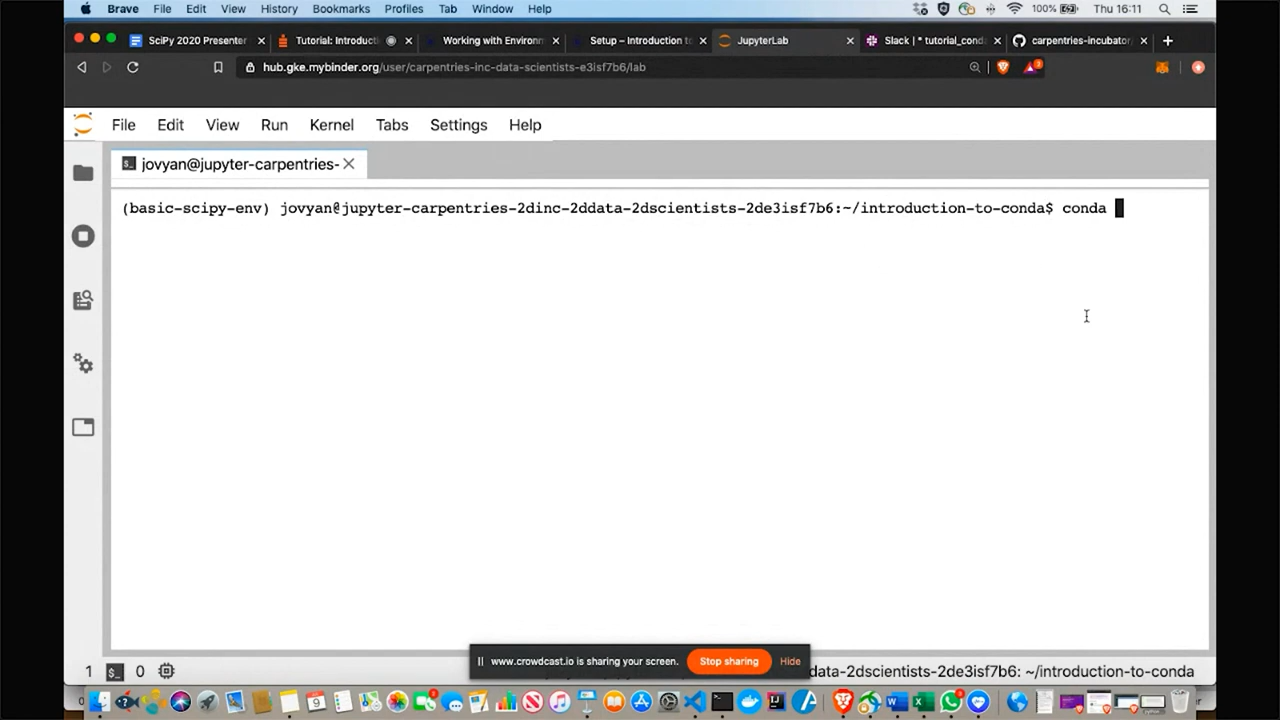 Brave File Edit View History Bookmarks Profiles Tab Window Help 100% Thu 16:11
SciPy 2020 Presenter Tutorial: Introducti Working with Environm Setup – Introduction to JupyterLab Slack | * tutorial_cond carpentries-incubator/
hub.gke.mybinder.org/user/carpentries-inc-data-scientists-e3isf7b6/lab 3
File Edit View Run Kernel Tabs Settings Help
jovyan@jupyter-carpentries-
(basic-scipy-env) jovyan@jupyter-carpentries-2dinc-2ddata-2dscientists-2de3isf7b6:~/introduction-to-conda$ conda
www.crowdcast.io is sharing your screen. Stop sharing Hide
1 0 data-2dscientists-2de3isf7b6: ~/introduction-to-conda